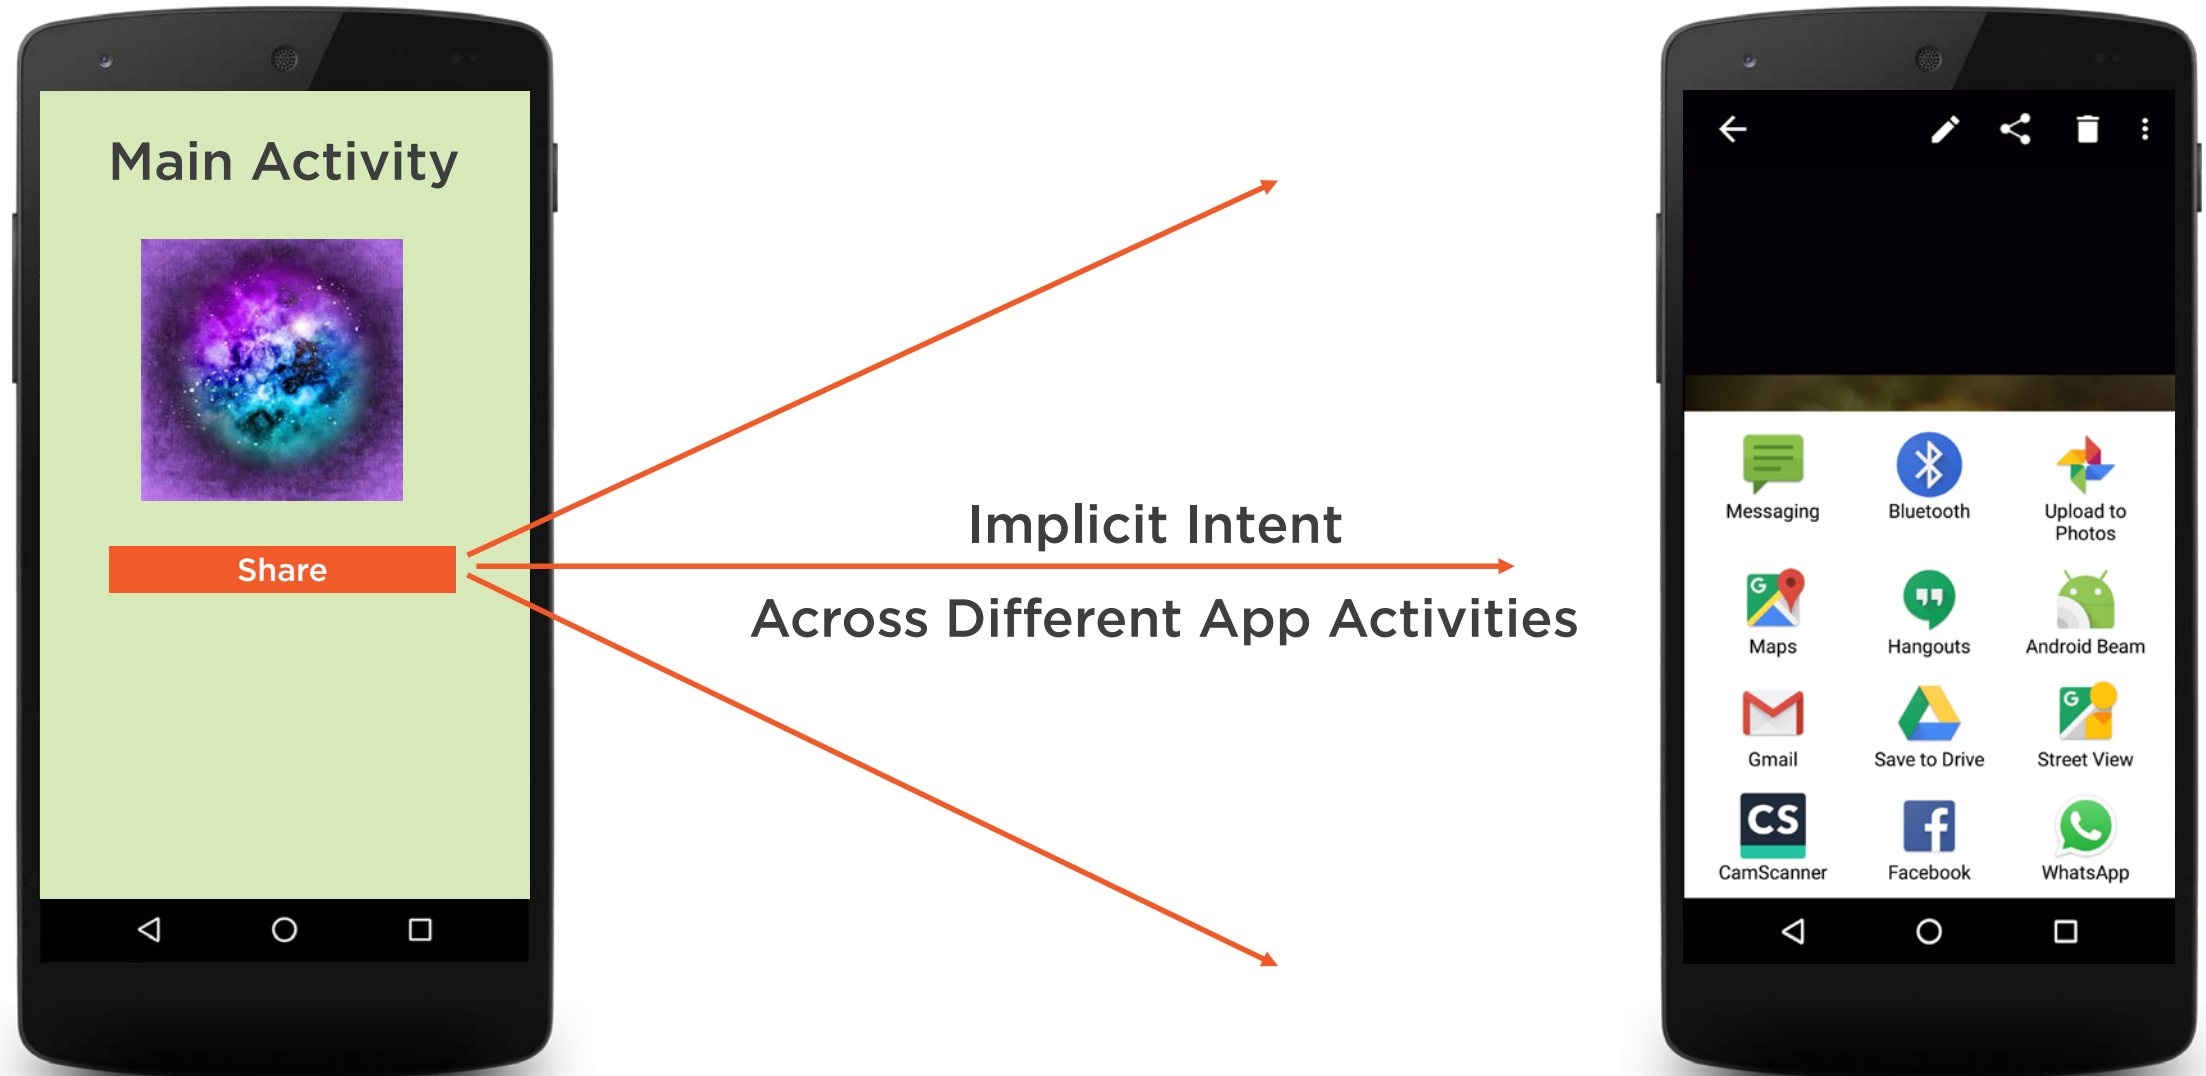 Main Activity
Share
Implicit Intent
Across Different App Activities
Messaging
Bluetooth
Upload to
Photos
G
Maps
Hangouts
Android Beam
Gmail
Save to Drive
G
Street View
CS
CamScanner
f
Facebook
WhatsApp